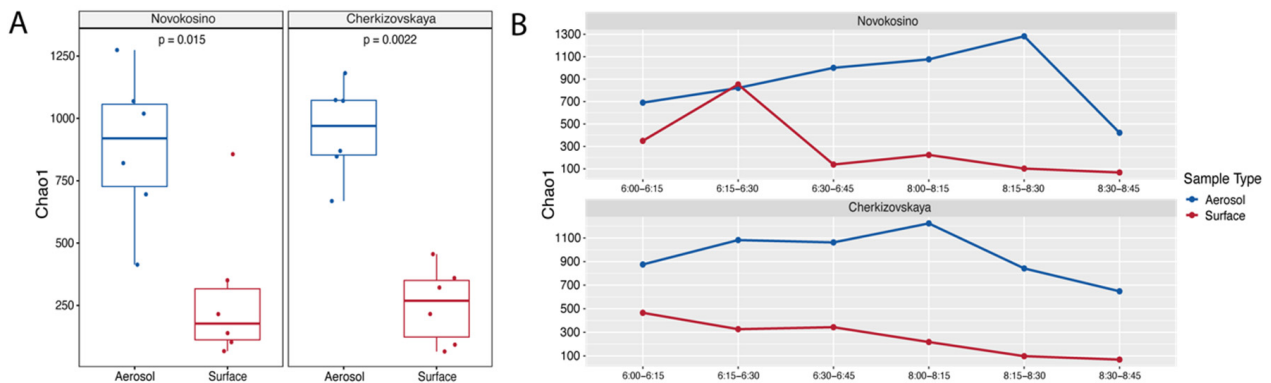 A
Novokosino
Cherkizovskaya
p = 0.015
p = 0.0022
Chao1
1250
1000
750
500
250
Aerosol
Surface
Aerosol
Surface
B
Novokosino
Chao1
1300
1100
900
700
500
300
100
6:00–6:15
6:15–6:30
6:30–6:45
8:00–8:15
8:15–8:30
8:30–8:45
Cherkizovskaya
1100
900
700
500
300
100
6:00–6:15
6:15–6:30
6:30–6:45
8:00–8:15
8:15–8:30
8:30–8:45
Sample Type
Aerosol
Surface